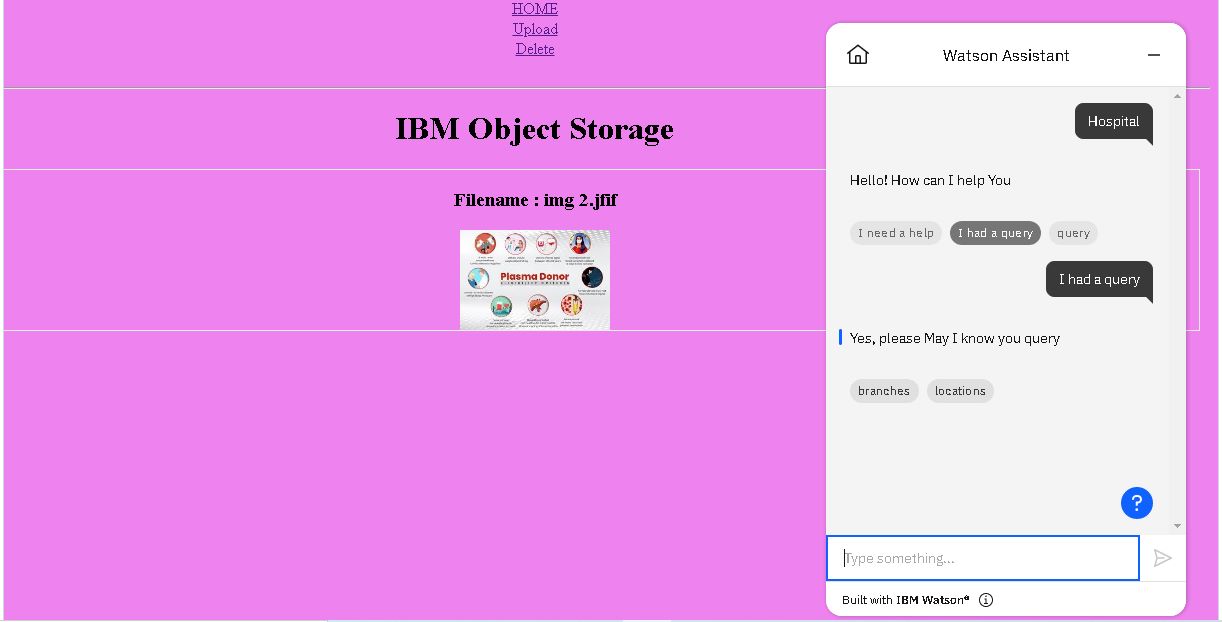 HOME
Upload
Delete
IBM Object Storage
Filename : img 2.jfif
Plasma Donor
Watson Assistant
Hospital
Hello! How can I help You
I need a help
I had a query
query
I had a query
Yes, please May I know you query
branches
locations
?
Type something...
Built with IBM Watson®